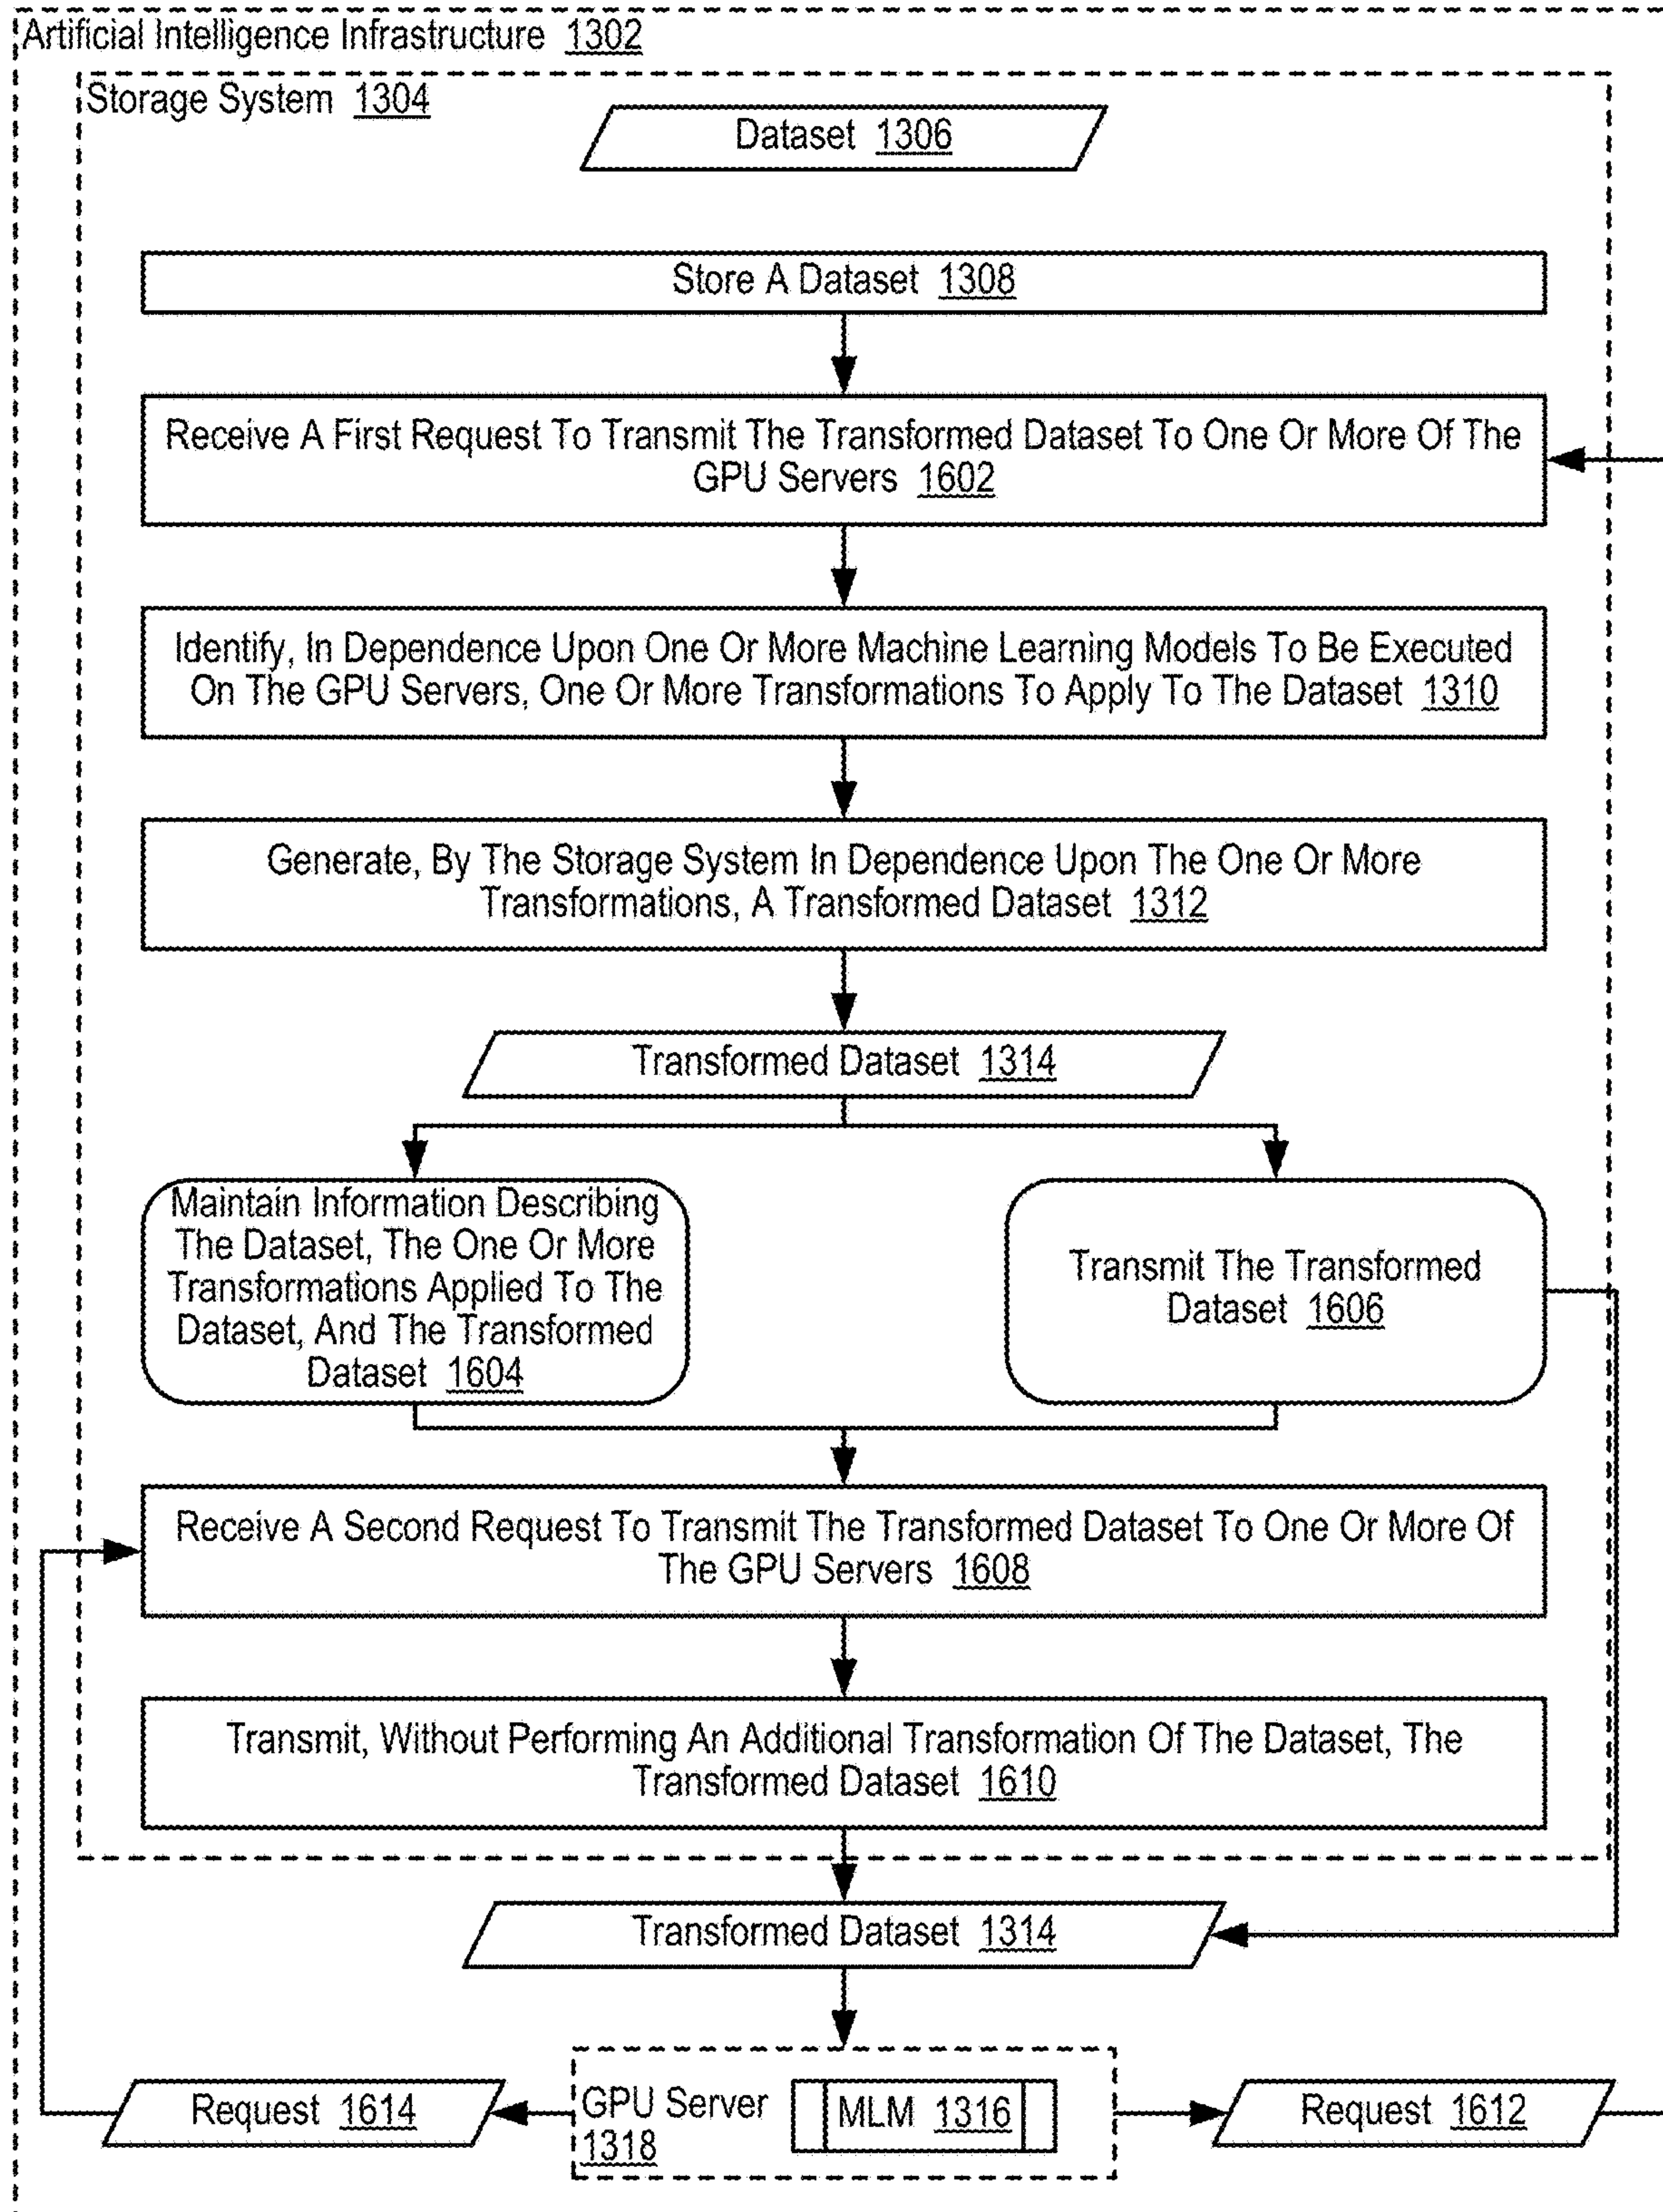 Artificial Intelligence Infrastructure 1302
Storage System 1304
Dataset 1306
Store A Dataset 1308
Receive A First Request To Transmit The Transformed Dataset To One Or More Of The
GPU Servers 1602
Identify, In Dependence Upon One Or More Machine Learning Models To Be Executed
On The GPU Servers, One Or More Transformations To Apply To The Dataset 1310
Generate, By The Storage System In Dependence Upon The One Or More
Transformations, A Transformed Dataset 1312
Transformed Dataset 1314
Maintain Information Describing
The Dataset, The One Or More
Transformations Applied To The
Dataset, And The Transformed
Dataset 1604
Transmit The Transformed
Dataset 1606
Receive A Second Request To Transmit The Transformed Dataset To One Or More Of
The GPU Servers 1608
Transmit, Without Performing An Additional Transformation Of The Dataset, The
Transformed Dataset 1610
Transformed Dataset 1314
Request 1614
GPU Server
1318
MLM 1316
Request 1612